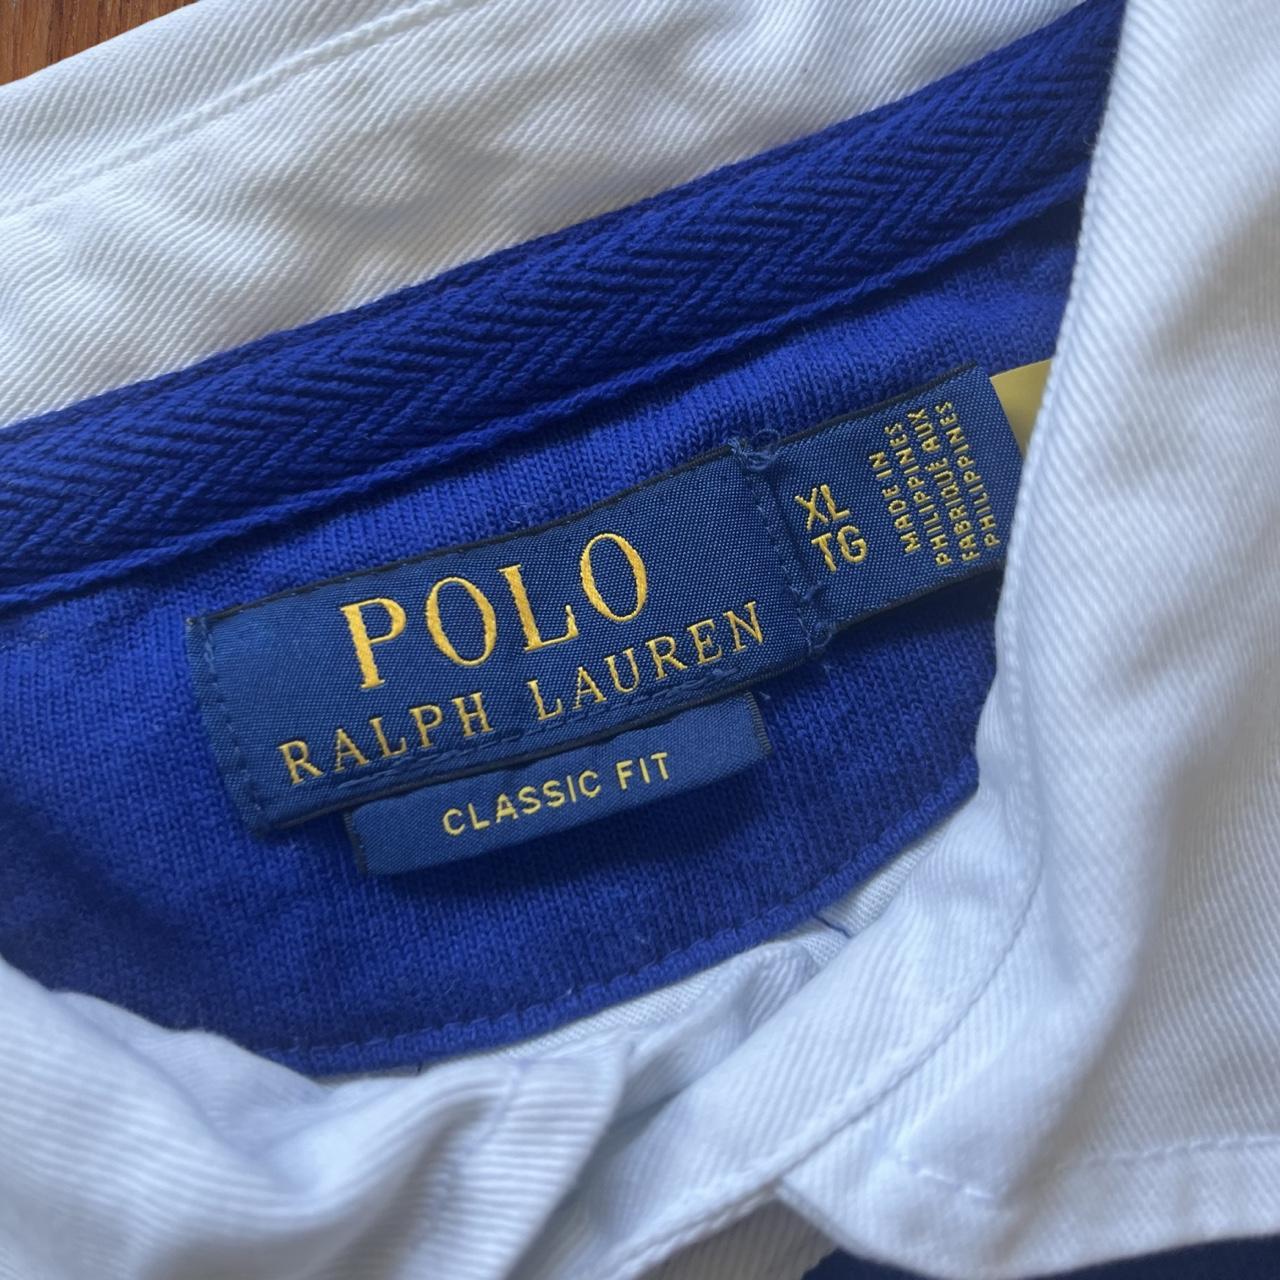 POLO
RALPH LAUREN
CLASSIC FIT
XL
TG
MADE IN
PHILIPPINES
FABRIQUÉ AUX
PHILIPPINES